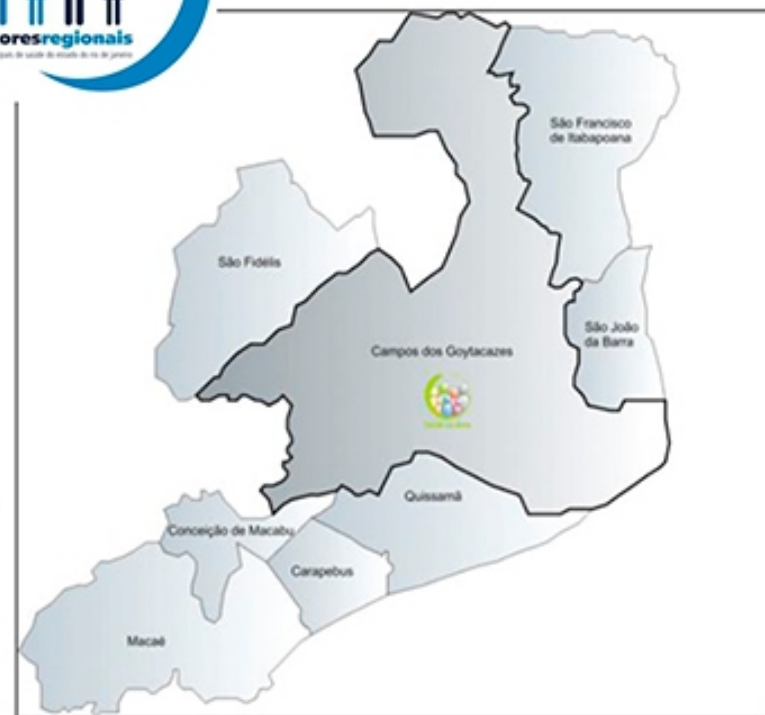 oresregionais
São Francisco
de Itabapoana
São Fidélis
São João
da Barra
Campos dos Goytacazes
Quissamã
Conceição de Macabu
Carapebus
Macaé